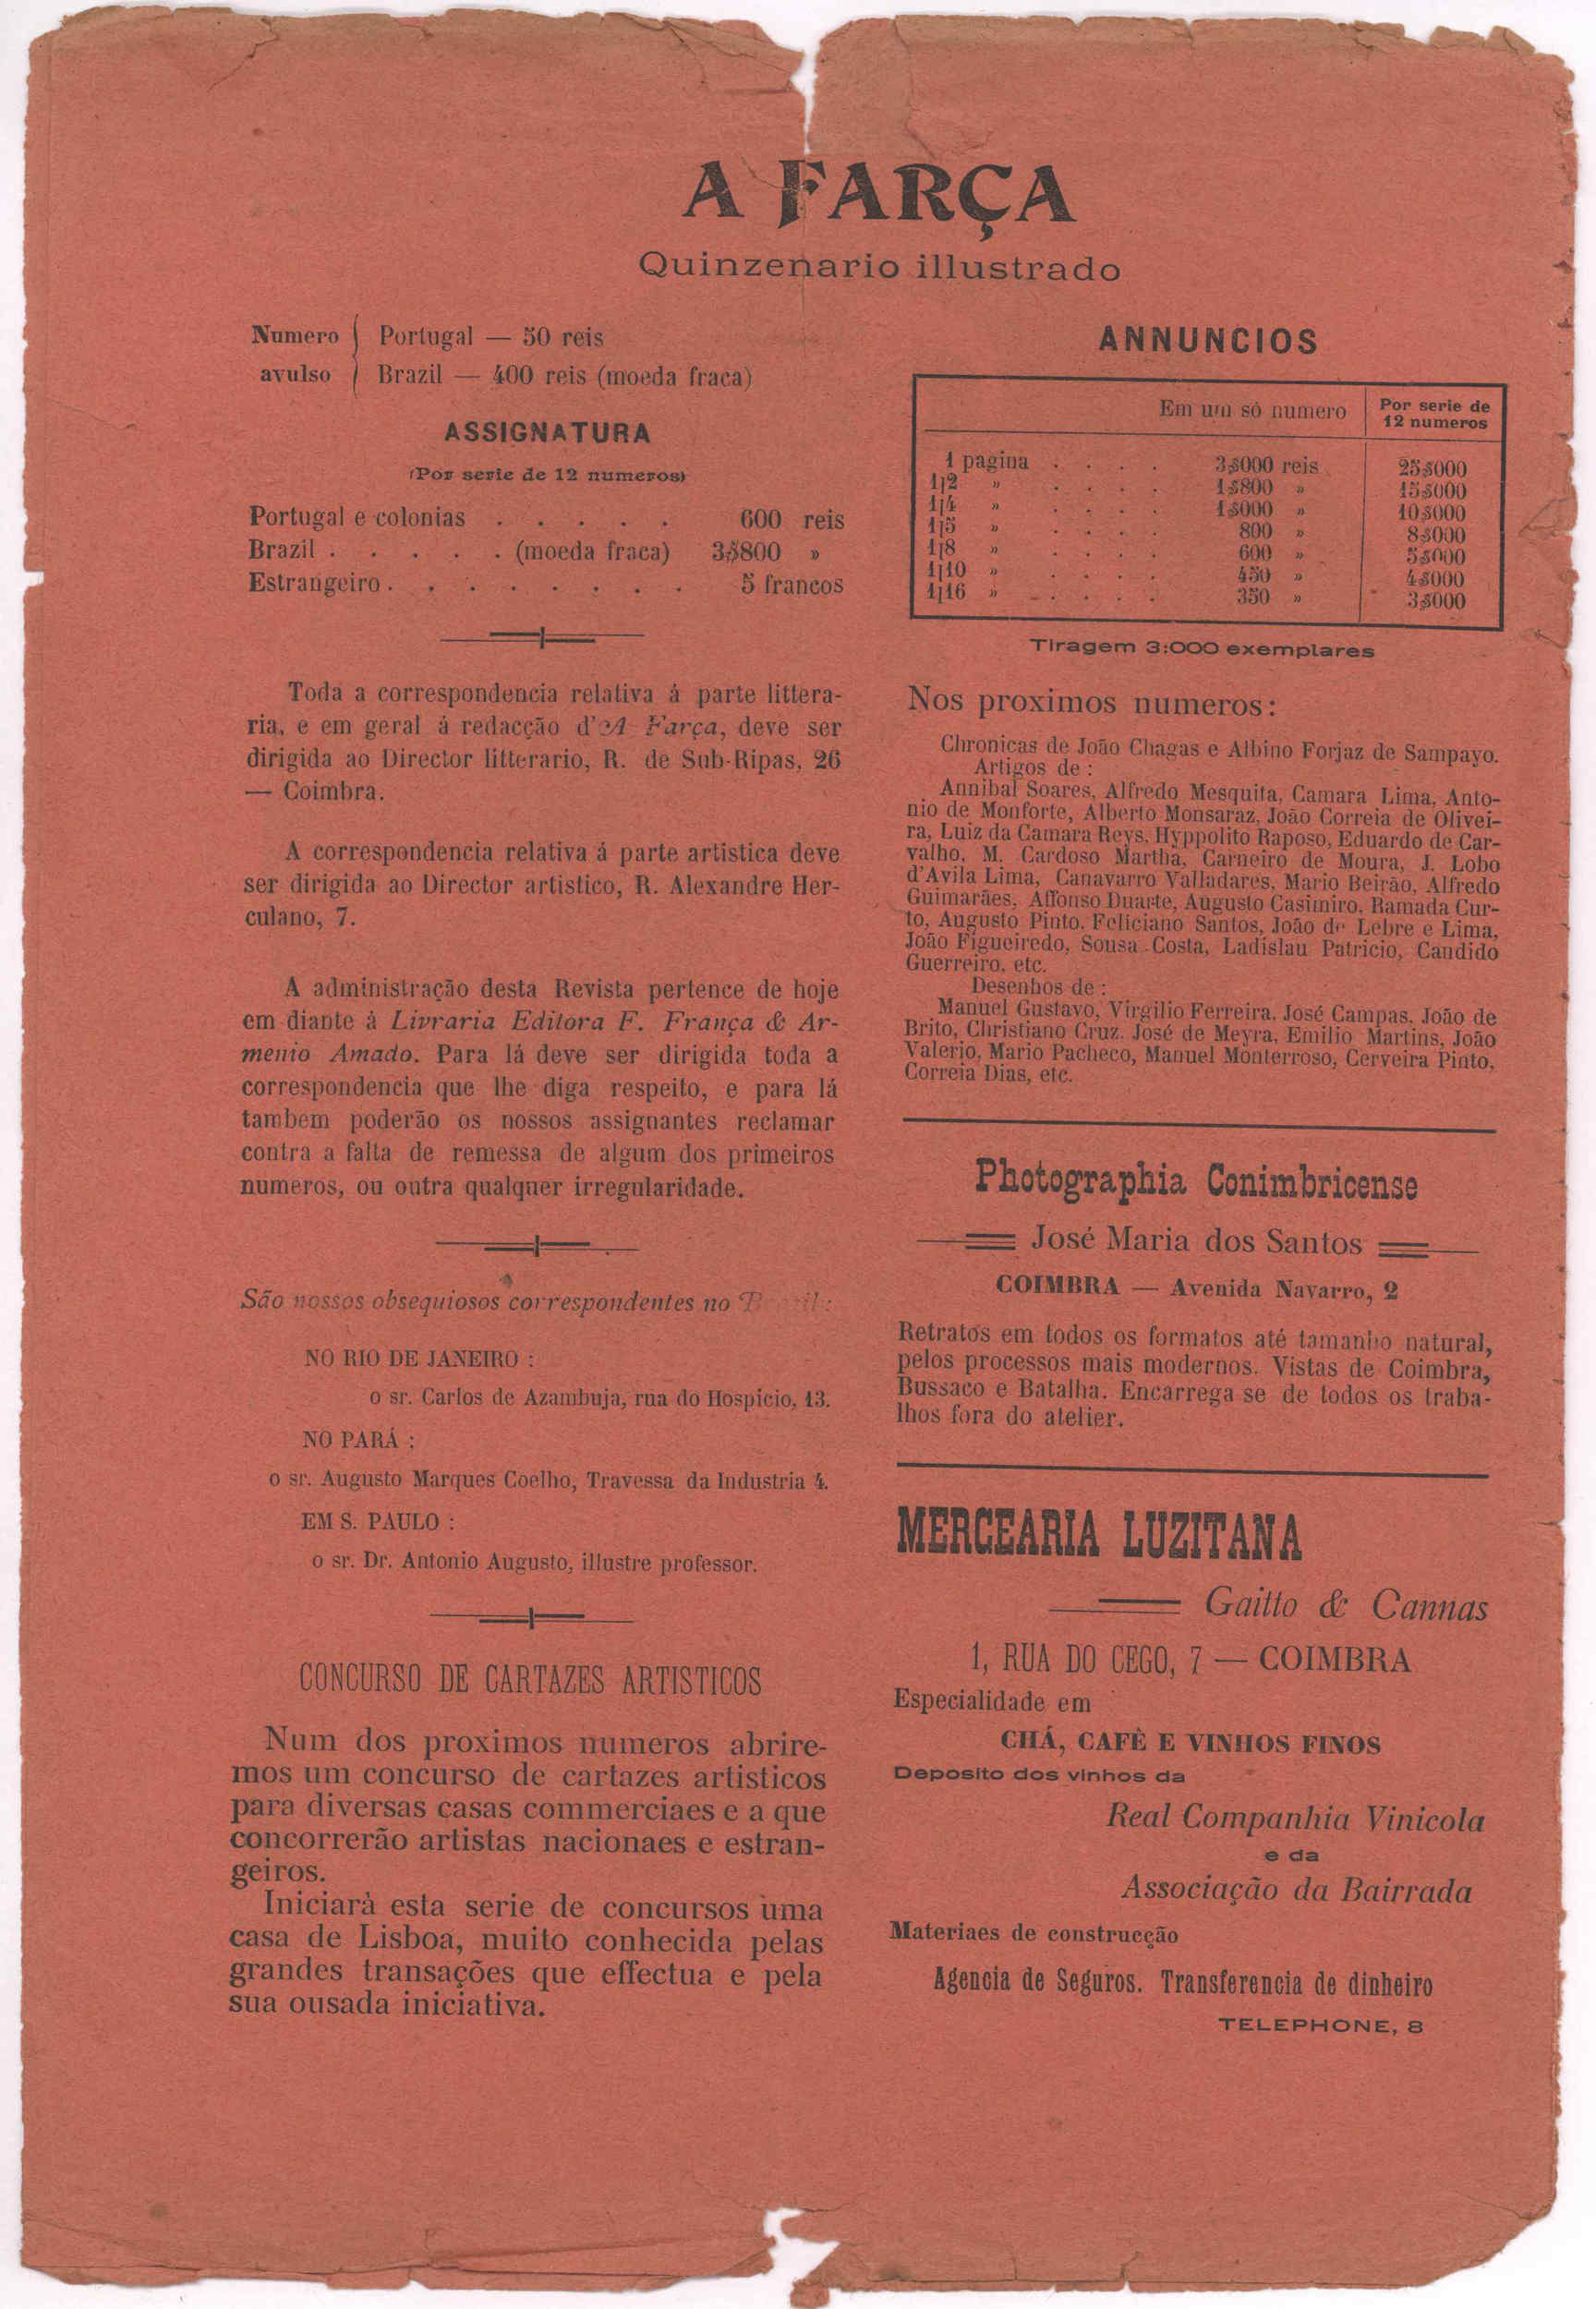 A FARÇA
Quinzenario illustrado
Numero avulso
Portugal — 50 reis
Brazil — 400 reis (moeda fraca)
ASSIGNATURA
(Por serie de 12 numeros)
Portugal e colonias . . . . . 600 reis
Brazil . . . . . (moeda fraca) 3$800 »
Estrangeiro . . . . . . . . 5 francos
Toda a correspondencia relativa á parte littera-
ria, e em geral á redacção d'A Farça, deve ser
dirigida ao Director litterario, R. de Sub-Ripas, 26
— Coimbra.
A correspondencia relativa á parte artistica deve
ser dirigida ao Director artistico, R. Alexandre Her-
culano, 7.
A administração desta Revista pertence de hoje
em diante á Livraria Editora F. França & Ar-
menio Amado. Para lá deve ser dirigida toda a
correspondencia que lhe diga respeito, e para lá
tambem poderão os nossos assignantes reclamar
contra a falta de remessa de algum dos primeiros
numeros, ou outra qualquer irregularidade.
São nossos obsequiosos correspondentes no Brazil:
NO RIO DE JANEIRO :
o sr. Carlos de Azambuja, rua do Hospicio, 13.
NO PARÁ :
o sr. Augusto Marques Coelho, Travessa da Industria 4.
EM S. PAULO :
o sr. Dr. Antonio Augusto, illustre professor.
CONCURSO DE CARTAZES ARTISTICOS
Num dos proximos numeros abrire-
mos um concurso de cartazes artisticos
para diversas casas commerciaes e a que
concorrerão artistas nacionaes e estran-
geiros.
Iniciará esta serie de concursos uma
casa de Lisboa, muito conhecida pelas
grandes transações que effectua e pela
sua ousada iniciativa.
ANNUNCIOS
Em um só numero Por serie de 12 numeros
1 pagina . . . . 3$000 reis 25$000
1|2 » . . . . 1$800 » 15$000
1|4 » . . . . 1$000 » 10$000
1|5 » . . . . 800 » 8$000
1|8 » . . . . 600 » 5$000
1|10 » . . . . 450 » 4$000
1|16 » . . . . 350 » 3$000
Tiragem 3:000 exemplares
Nos proximos numeros:
Chronicas de João Chagas e Albino Forjaz de Sampayo.
Artigos de :
Annibal Soares, Alfredo Mesquita, Camara Lima, Anto-
nio de Monforte, Alberto Monsaraz, João Correia de Olivei-
ra, Luiz da Camara Reys, Hyppolito Raposo, Eduardo de Car-
valho, M. Cardoso Martha, Carneiro de Moura, J. Lobo
d'Avila Lima, Canavarro Valladares, Mario Beirão, Alfredo
Guimarães, Affonso Duarte, Augusto Casimiro, Ramada Cur-
to, Augusto Pinto, Feliciano Santos, João de Lebre e Lima,
João Figueiredo, Sousa Costa, Ladislau Patricio, Candido
Guerreiro, etc.
Desenhos de :
Manuel Gustavo, Virgilio Ferreira, José Campas, João de
Brito, Christiano Cruz, José de Meyra, Emilio Martins, João
Valerio, Mario Pacheco, Manuel Monterroso, Cerveira Pinto,
Correia Dias, etc.
Photographia Conimbricense
José Maria dos Santos
COIMBRA — Avenida Navarro, 2
Retratos em todos os formatos até tamanho natural,
pelos processos mais modernos. Vistas de Coimbra,
Bussaco e Batalha. Encarrega se de todos os traba-
lhos fora do atelier.
MERCEARIA LUZITANA
Gaitto & Cannas
1, RUA DO CEGO, 7 — COIMBRA
Especialidade em
CHÁ, CAFÊ E VINHOS FINOS
Deposito dos vinhos da
Real Companhia Vinicola
e da
Associação da Bairrada
Materiaes de construcção
Agencia de Seguros. Transferencia de dinheiro
TELEPHONE, 8